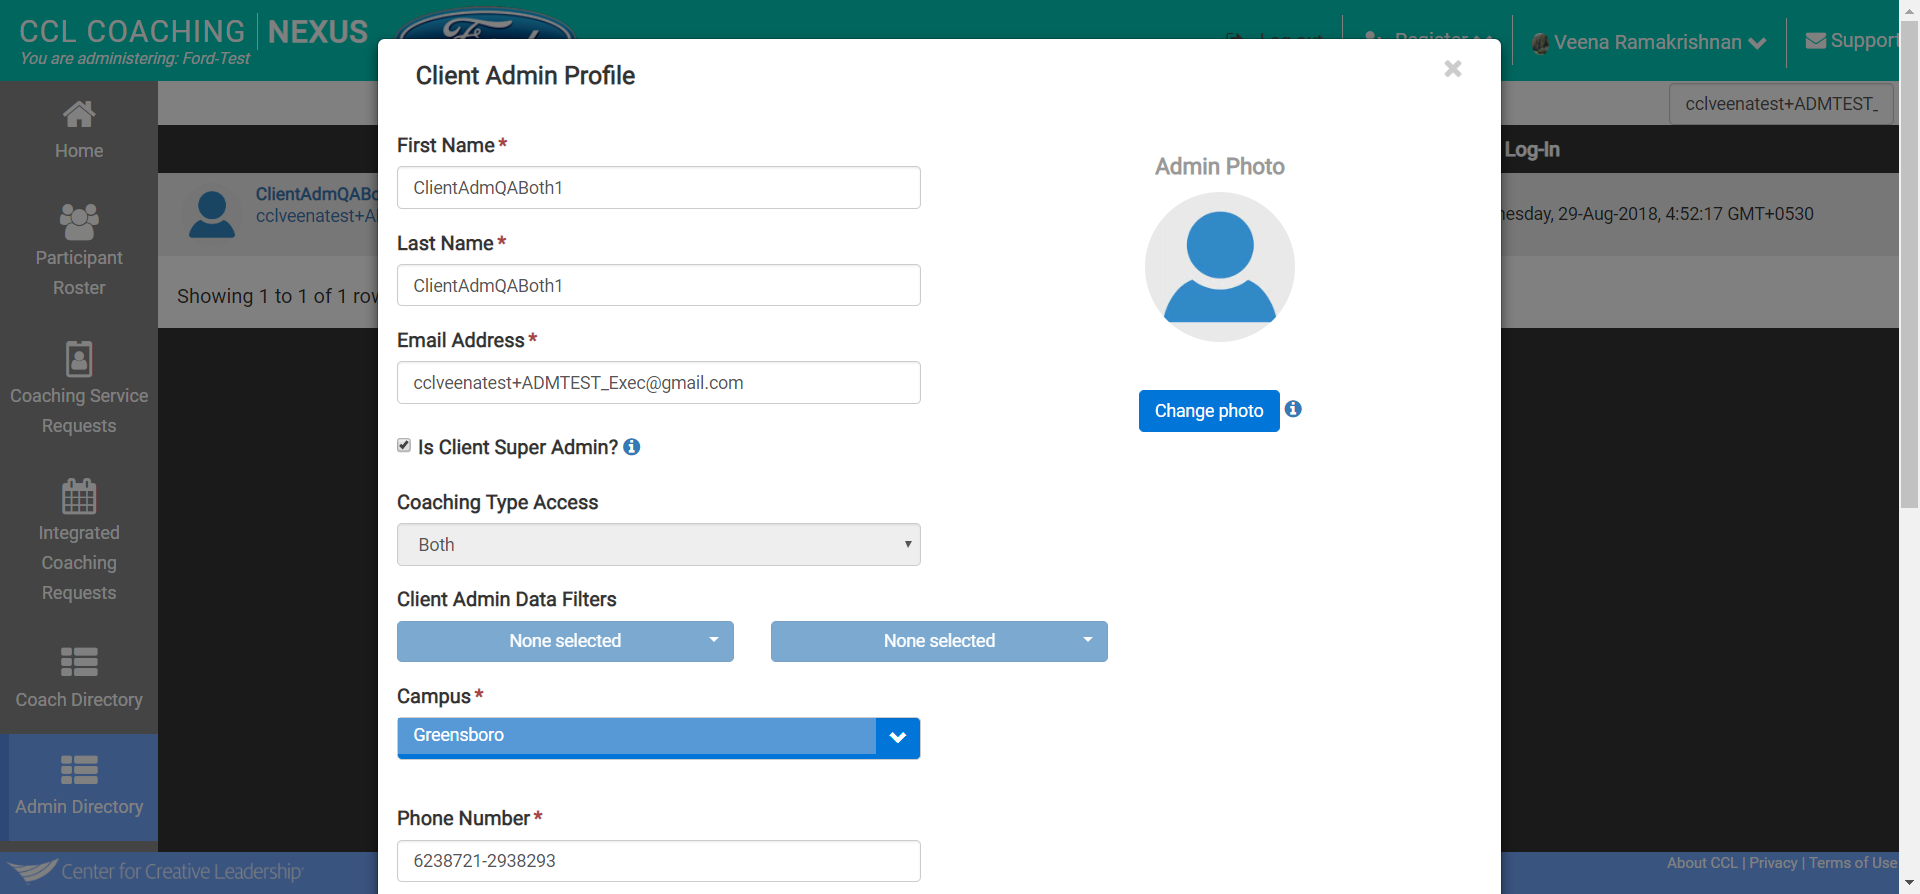 CCL COACHING | NEXUS
You are administering: Ford-Test
Ford
Register
Veena Ramakrishnan
Support
Home
Participant
Roster
Coaching Service
Requests
Integrated
Coaching
Requests
Coach Directory
Admin Directory
cclveenatest+ADMTEST_
Log-In
ClientAdmQABo
cclveenatest+A
nesday, 29-Aug-2018, 4:52:17 GMT+0530
Showing 1 to 1 of 1 row
Client Admin Profile
×
First Name *
ClientAdmQABoth1
Last Name *
ClientAdmQABoth1
Email Address *
cclveenatest+ADMTEST_Exec@gmail.com
Is Client Super Admin?
Coaching Type Access
Both
Client Admin Data Filters
None selected
None selected
Campus *
Greensboro
Phone Number *
6238721-2938293
Admin Photo
Change photo
Center for Creative Leadership
About CCL | Privacy | Terms of Use